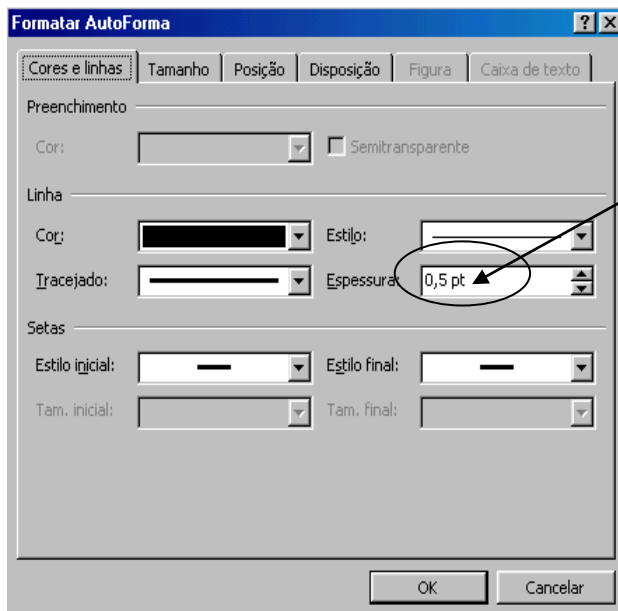 Formatar AutoForma
Cores e linhas Tamanho Posição Disposição Figura Caixa de texto
Preenchimento
Cor: Semitransparente
Linha
Cor: Estilo:
Tracejado: Espessura: 0,5 pt
Setas
Estilo inicial: Estilo final:
Tam. inicial: Tam. final:
OK Cancelar